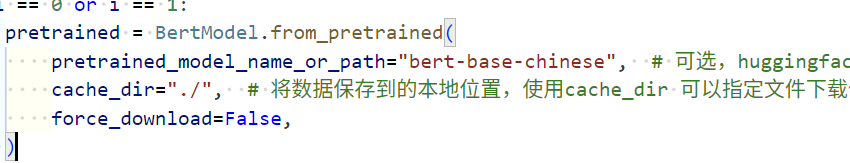 == 0 or i == 1:
pretrained = BertModel.from_pretrained(
pretrained_model_name_or_path="bert-base-chinese", # 可选，huggingfac
cache_dir="./", # 将数据保存到的本地位置，使用cache_dir 可以指定文件下载
force_download=False,
)